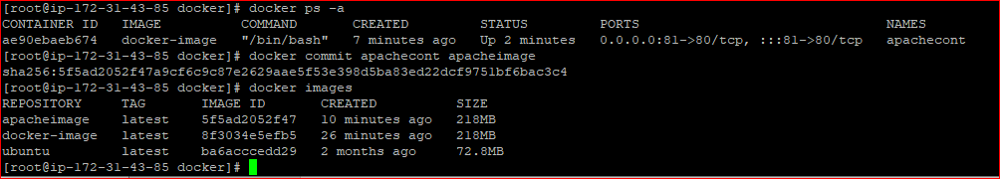 [root@ip-172-31-43-85 docker]# docker ps -a
CONTAINER ID IMAGE COMMAND CREATED STATUS PORTS NAMES
ae90ebaeb674 docker-image "/bin/bash" 7 minutes ago Up 2 minutes 0.0.0.0:81->80/tcp, :::81->80/tcp apachecont
[root@ip-172-31-43-85 docker]# docker commit apachecont apacheimage
sha256:5f5ad2052f47a9cf6c9c87e2629aae5f53e398d5ba83ed22dcf9751bf6bac3c4
[root@ip-172-31-43-85 docker]# docker images
REPOSITORY TAG IMAGE ID CREATED SIZE
apacheimage latest 5f5ad2052f47 10 minutes ago 218MB
docker-image latest 8f3034e5efb5 26 minutes ago 218MB
ubuntu latest ba6acccedd29 2 months ago 72.8MB
[root@ip-172-31-43-85 docker]#